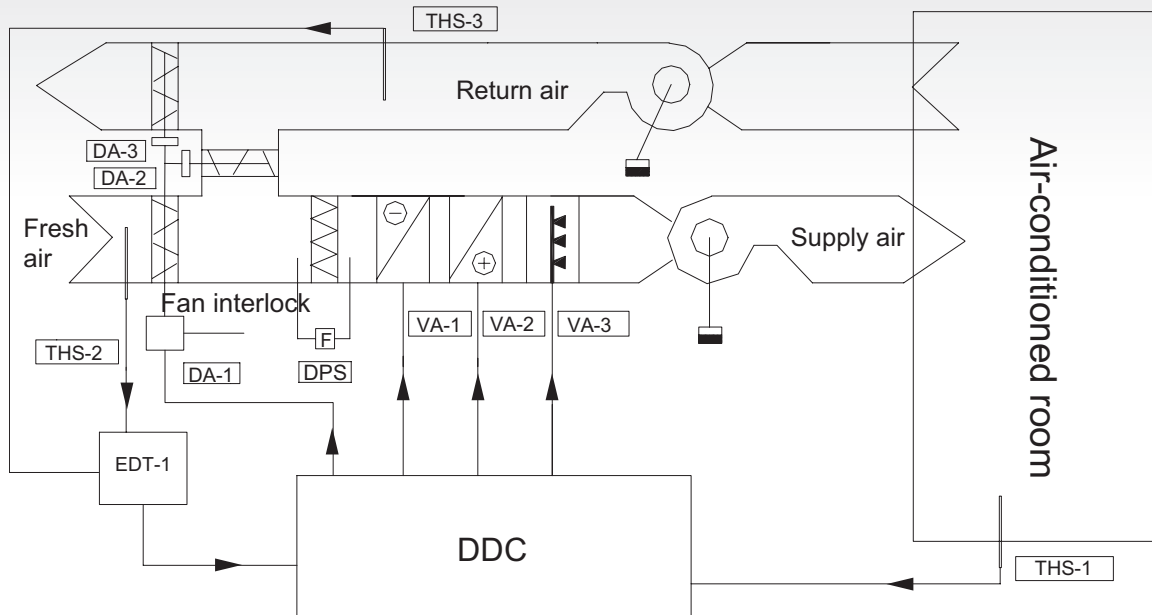 THS-3
Return air
DA-3
DA-2
Fresh
air
Supply air
Air-conditioned room
Fan interlock
THS-2
DA-1
F
DPS
VA-1
VA-2
VA-3
EDT-1
DDC
THS-1